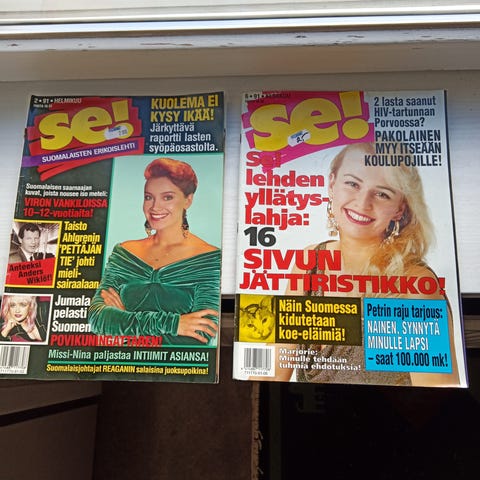 2 • 91 • HELMIKUU
se!
SUOMALAISTEN ERIKOISLEHTI
KUOLEMA EI
KYSY IKÄÄ!
Järkyttävä
raportti lasten
syöpäosastolta.
Suomalaisen saarnaajan
kuvat, joista nousee iso meteli:
VIRON VANKILOISSA
10–12-vuotiaita!
Anteeksi
Anders
Wiklöf!
Taisto
Ahlgrenin
'PETTÄJÄN
TIE' johti
mieli-
sairaalaan
Jumala
pelasti
Suomen
POVIKUNINGATTAREN!
Missi-Nina paljastaa INTIIMIT ASIANSA!
Suomalaisjohtajat REAGANIN salaisina juoksupoikina!
se!
2 lasta saanut
HIV-tartunnan
Porvoossa?
PAKOLAINEN
MYY ITSEÄÄN
KOULUPOJILLE!
Se!
lehden
yllätys-
lahja:
16
SIVUN
JÄTTIRISTIKKO!
Näin Suomessa
kidutetaan
koe-eläimiä!
Marjorie:
Minulle tehdään
tuhmia ehdotuksia!
Petrin raju tarjous:
NAINEN, SYNNYTÄ
MINULLE LAPSI
– saat 100.000 mk!